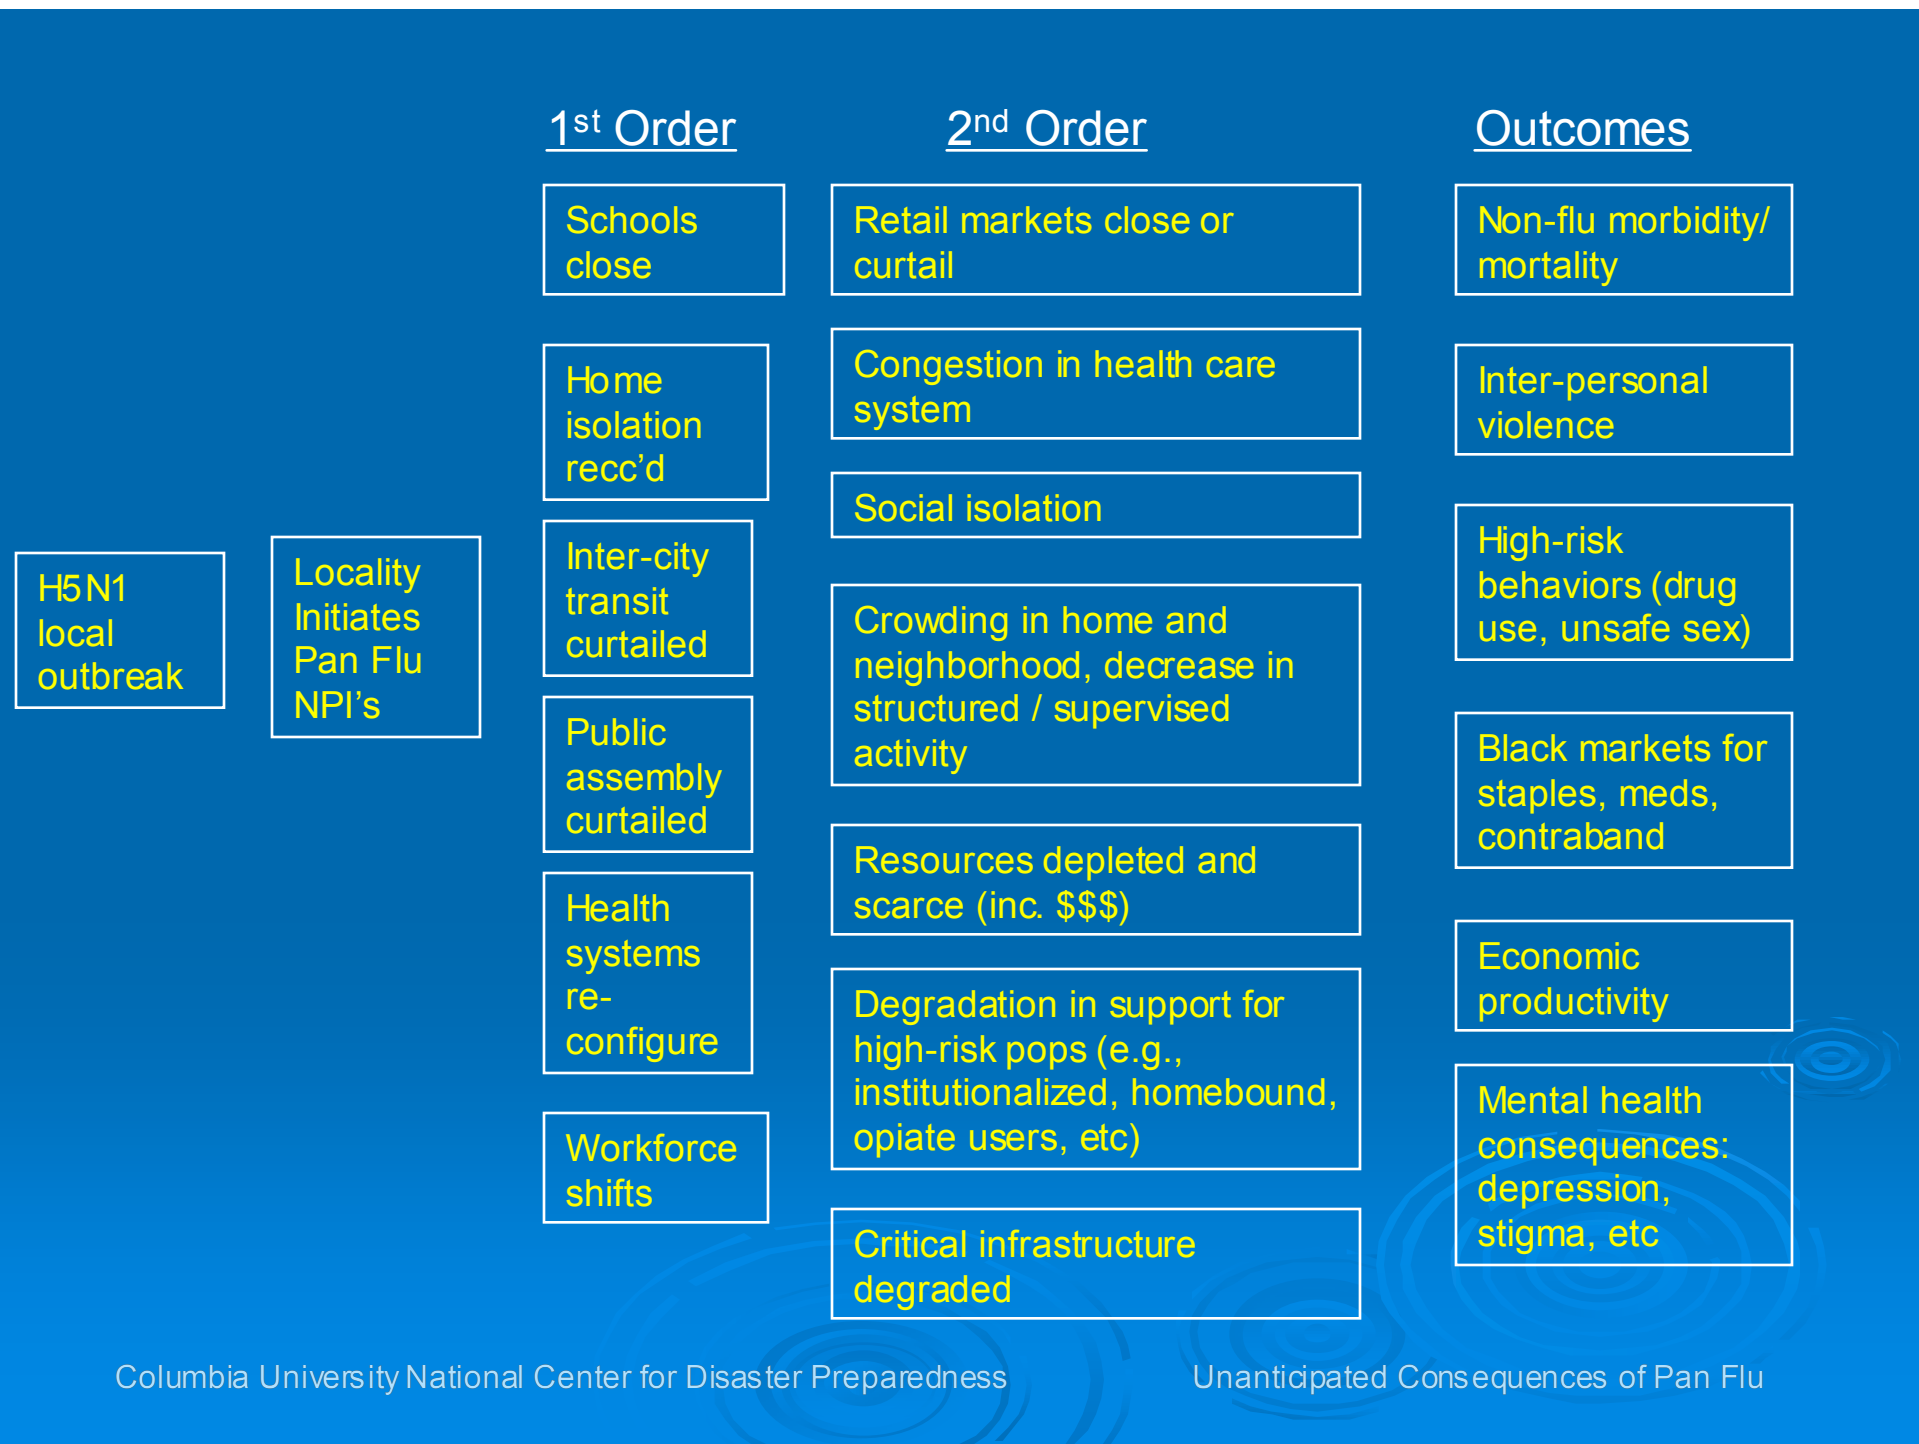 1st Order
2nd Order
Outcomes
H5N1
local
outbreak
Locality
Initiates
Pan Flu
NPI’s
Schools
close
Home
isolation
recc’d
Inter-city
transit
curtailed
Public
assembly
curtailed
Health
systems
re-
configure
Workforce
shifts
Retail markets close or
curtail
Congestion in health care
system
Social isolation
Crowding in home and
neighborhood, decrease in
structured / supervised
activity
Resources depleted and
scarce (inc. $$$)
Degradation in support for
high-risk pops (e.g.,
institutionalized, homebound,
opiate users, etc)
Critical infrastructure
degraded
Non-flu morbidity/
mortality
Inter-personal
violence
High-risk
behaviors (drug
use, unsafe sex)
Black markets for
staples, meds,
contraband
Economic
productivity
Mental health
consequences:
depression,
stigma, etc
Columbia University National Center for Disaster Preparedness
Unanticipated Consequences of Pan Flu